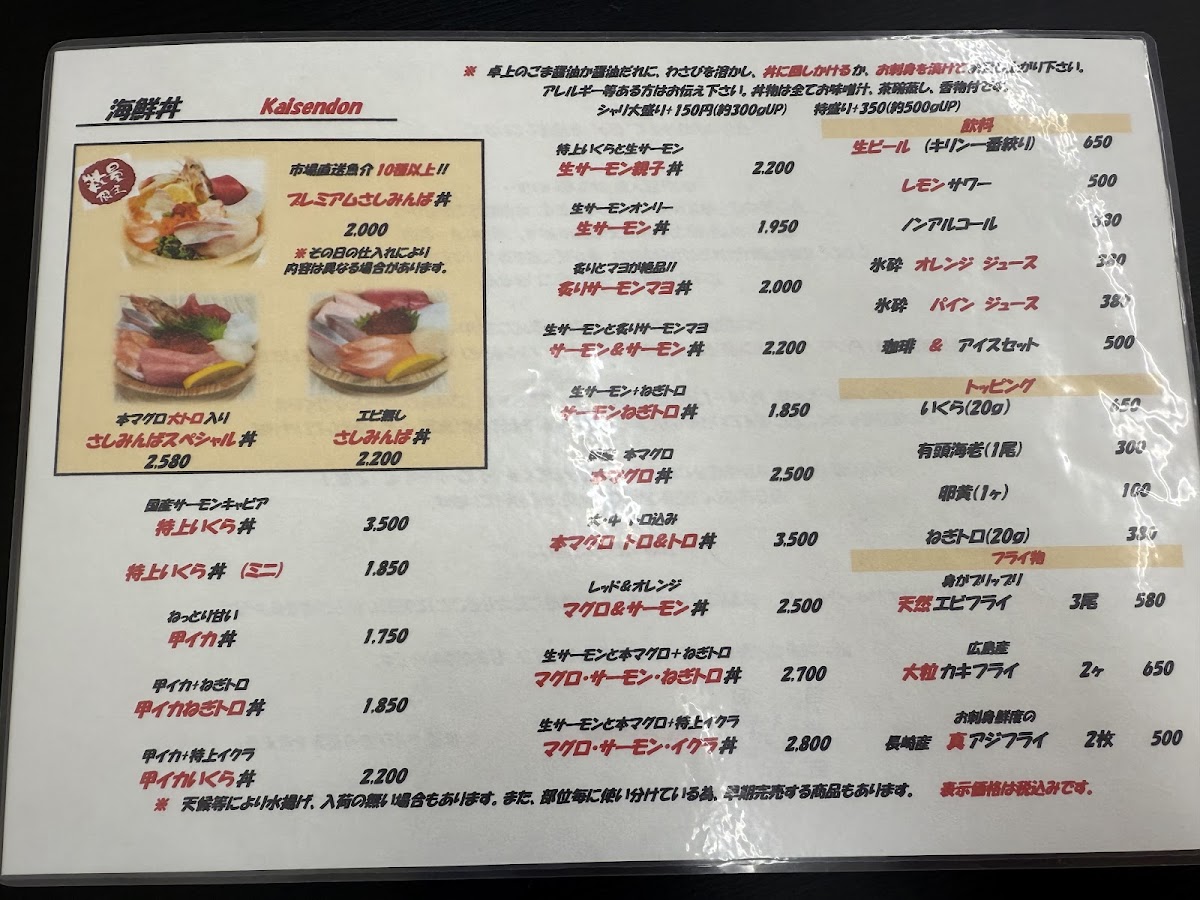 ※ 卓上のごま醤油か醤油だれに、わさびを溶かし、丼に回しかけるか、お刺身を漬けてお召し上がり下さい。
アレルギー等ある方はお伝え下さい。丼物は全てお味噌汁、茶碗蒸し、香物付です。
シャリ大盛り+150円(約300gUP) 特盛り+350(約500gUP)
海鮮丼 Kaisendon
数量限定
市場直送魚介 10種以上!!
プレミアムさしみんぱ丼
2,000
※その日の仕入れにより
内容は異なる場合があります。
本マグロ大トロ入り
さしみんぱスペシャル丼
2.580
エビ無し
さしみんぱ丼
2.200
国産サーモンキャビア
特上いくら丼 3.500
特上いくら丼 (ミニ) 1.850
ねっとり甘い
甲イカ丼 1.750
甲イカ+ねぎトロ
甲イカねぎトロ丼 1.850
甲イカ+特上イクラ
甲イカいくら丼 2.200
特上いくらと生サーモン
生サーモン親子丼 2.200
生サーモンオンリー
生サーモン丼 1.950
炙りとマヨが絶品!!
炙りサーモンマヨ丼 2.000
生サーモンと炙りサーモンマヨ
サーモン&サーモン丼 2.200
生サーモン+ねぎトロ
サーモンねぎトロ丼 1.850
本マグロ
本マグロ丼 2.500
大・中 トロ込み
本マグロ トロ&トロ丼 3.500
レッド&オレンジ
マグロ&サーモン丼 2.500
生サーモンと本マグロ+ねぎトロ
マグロ・サーモン・ねぎトロ丼 2.700
生サーモンと本マグロ+特上イクラ
マグロ・サーモン・イクラ丼 2.800
飲料
生ビール (キリン一番絞り) 650
レモンサワー 500
ノンアルコール 380
氷砕 オレンジ ジュース 380
氷砕 パイン ジュース 380
珈琲 & アイスセット 500
トッピング
いくら(20g) 650
有頭海老(1尾) 300
卵黄(1ヶ) 100
ねぎトロ(20g) 380
フライ物
身がプリップリ
天然エビフライ 3尾 580
広島産
大粒カキフライ 2ヶ 650
お刺身鮮度の
長崎産 真アジフライ 2枚 500
※ 天候等により水揚げ、入荷の無い場合もあります。また、部位毎に使い分けている為、早期完売する商品もあります。 表示価格は税込みです。